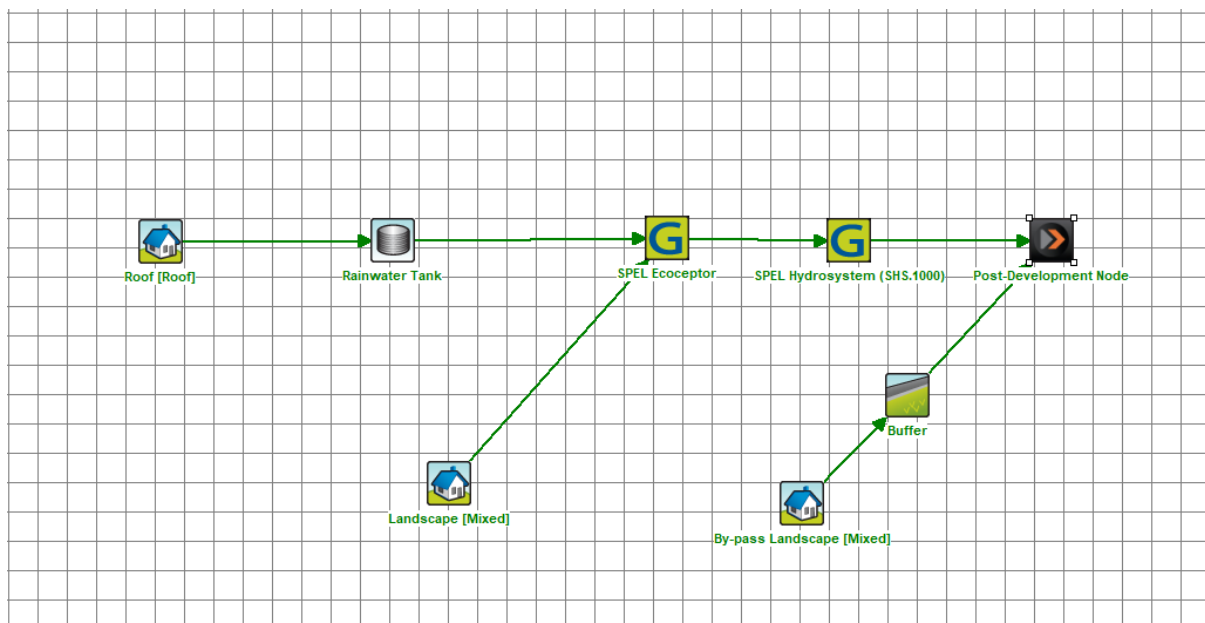 Roof [Roof]
Rainwater Tank
G
SPEL Ecoceptor
G
SPEL Hydrosystem (SHS.1000)
Post-Development Node
Buffer
Landscape [Mixed]
By-pass Landscape [Mixed]